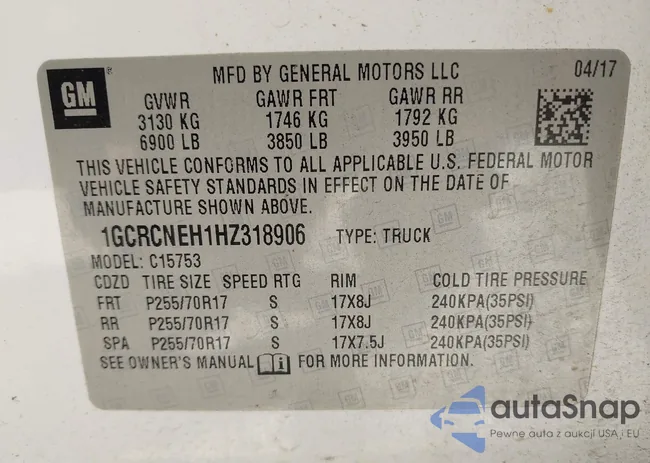 GM
MFD BY GENERAL MOTORS LLC 04/17
GVWR GAWR FRT GAWR RR
3130 KG 1746 KG 1792 KG
6900 LB 3850 LB 3950 LB
THIS VEHICLE CONFORMS TO ALL APPLICABLE U.S. FEDERAL MOTOR
VEHICLE SAFETY STANDARDS IN EFFECT ON THE DATE OF
MANUFACTURE SHOWN ABOVE.
1GCRCNEH1HZ318906 TYPE: TRUCK
MODEL: C15753
CDZD TIRE SIZE SPEED RTG RIM COLD TIRE PRESSURE
FRT P255/70R17 S 17X8J 240KPA(35PSI)
RR P255/70R17 S 17X8J 240KPA(35PSI)
SPA P255/70R17 S 17X7.5J 240KPA(35PSI)
SEE OWNER'S MANUAL i FOR MORE INFORMATION.
autaSnap
Pewne auta z aukcji USA i EU